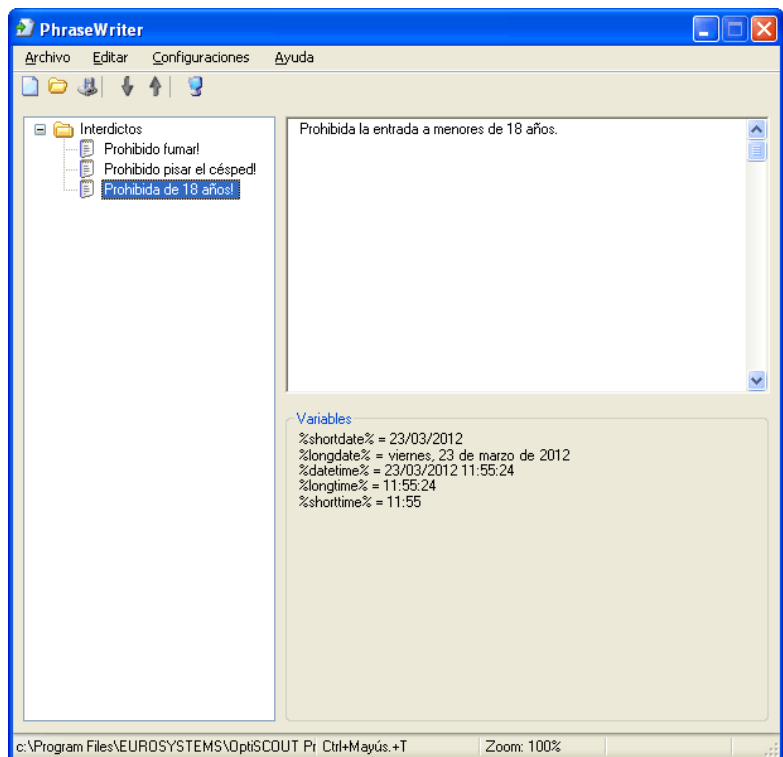 PhraseWriter
Archivo Editar Configuraciones Ayuda
Interdictos
Prohibido fumar!
Prohibido pisar el césped!
Prohibida de 18 años!
Prohibida la entrada a menores de 18 años.
Variables
%shortdate% = 23/03/2012
%longdate% = viernes, 23 de marzo de 2012
%datetime% = 23/03/2012 11:55:24
%longtime% = 11:55:24
%shorttime% = 11:55
c:\Program Files\EUROSYSTEMS\OptiSCOUT Pr Ctrl+Mayús.+T Zoom: 100%